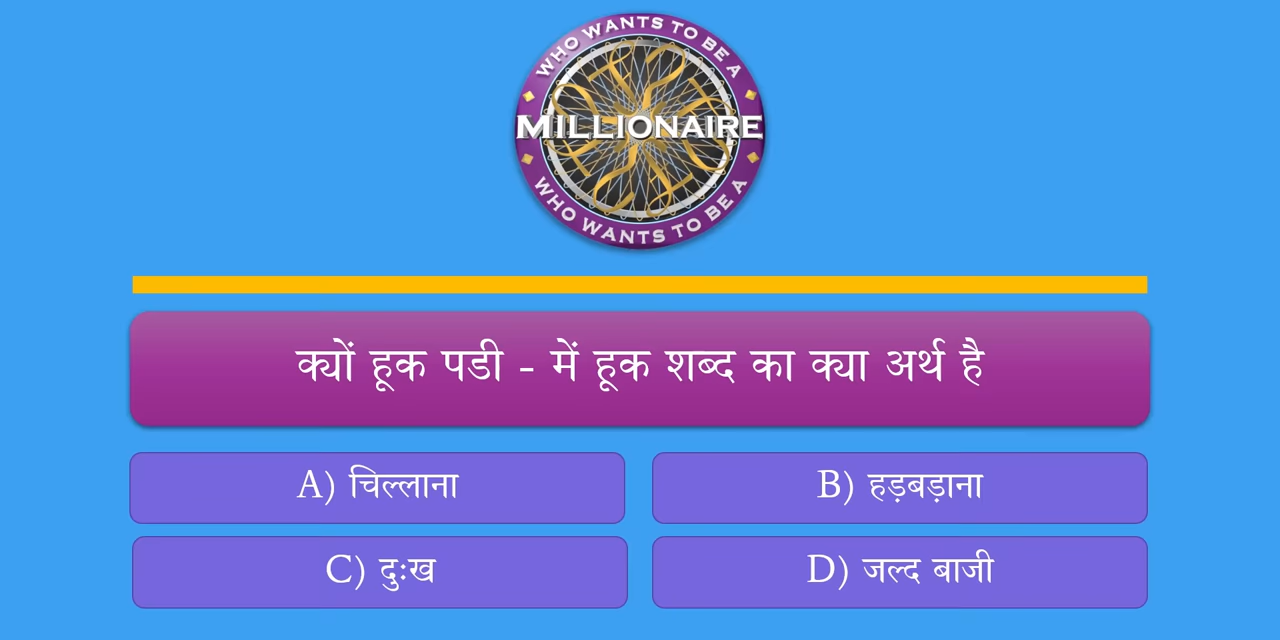 WHO WANTS TO BE A
MILLIONAIRE
WHO WANTS TO BE A
क्यों हूक पडी - में हूक शब्द का क्या अर्थ है
A) चिल्लाना
B) हड़बड़ाना
C) दुःख
D) जल्द बाजी